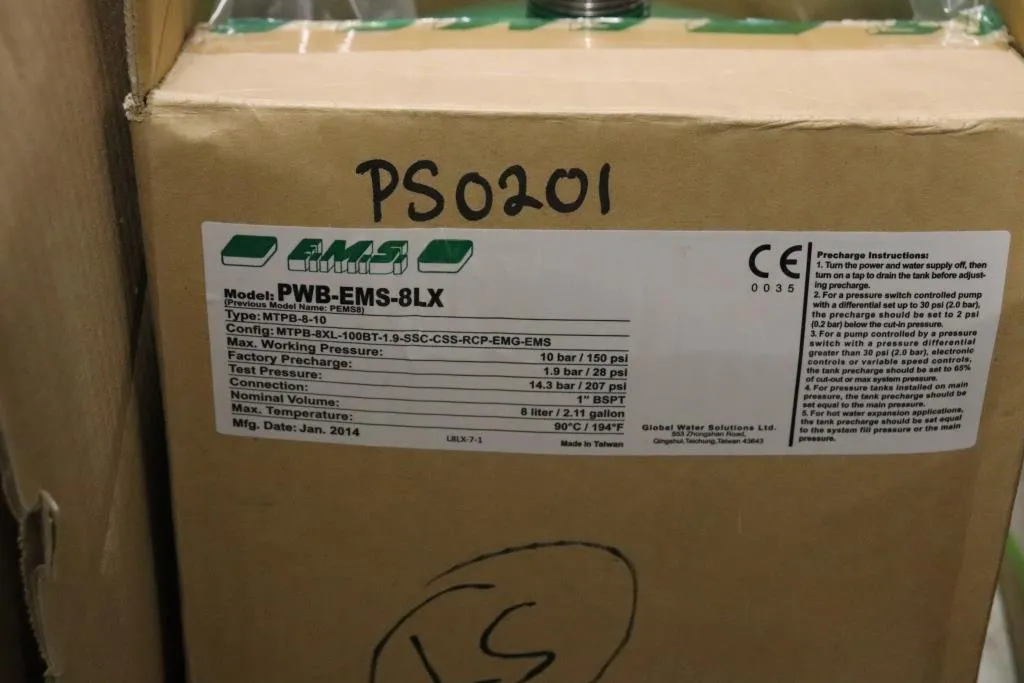 PS0201
E.M.S.
Model: PWB-EMS-8LX
(Previous Model Name: PEMS8)
Type: MTPB-8-10
Config: MTPB-8XL-100BT-1.9-SSC-CSS-RCP-EMG-EMS
Max. Working Pressure: 10 bar / 150 psi
Factory Precharge: 1.9 bar / 28 psi
Test Pressure: 14.3 bar / 207 psi
Connection: 1" BSPT
Nominal Volume: 8 liter / 2.11 gallon
Max. Temperature: 90°C / 194°F
Mfg. Date: Jan. 2014
L8LX-7-1
Made in Taiwan
CE
0035
Global Water Solutions Ltd.
553 Zhongshan Road,
Qingshui, Taichung, Taiwan 43643
Precharge Instructions:
1. Turn the power and water supply off, then
turn on a tap to drain the tank before adjust-
ing precharge.
2. For a pressure switch controlled pump
with a differential set up to 30 psi (2.0 bar),
the precharge should be set to 2 psi
(0.2 bar) below the cut-in pressure.
3. For a pump controlled by a pressure
switch with a pressure differential
greater than 30 psi (2.0 bar), electronic
controls or variable speed controls,
the tank precharge should be set to 65%
of cut-out or max system pressure.
4. For pressure tanks installed on main
pressure, the tank precharge should be
set equal to the main pressure.
5. For hot water expansion applications,
the tank precharge should be set equal
to the system fill pressure or the main
pressure.